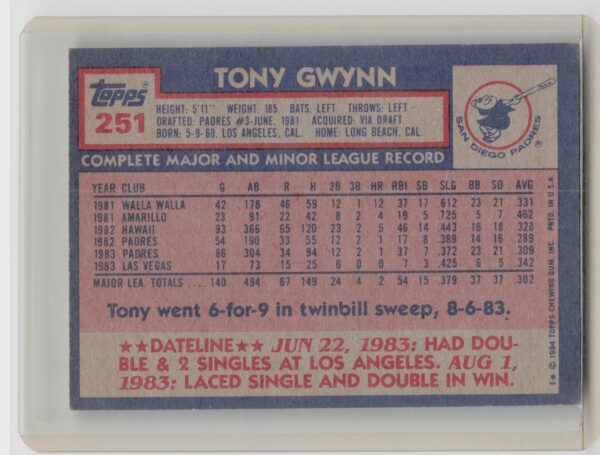 TONY GWYNN
Topps
251
HEIGHT: 5'11" WEIGHT: 185 BATS: LEFT THROWS: LEFT
DRAFTED: PADRES #3-JUNE, 1981 ACQUIRED: VIA DRAFT
BORN: 5-9-60, LOS ANGELES, CAL. HOME: LONG BEACH, CAL.
SAN DIEGO PADRES
COMPLETE MAJOR AND MINOR LEAGUE RECORD
YEAR CLUB G AB R H 2B 3B HR RBI SB SLG BB SO AVG
1981 WALLA WALLA 42 178 46 59 12 1 12 37 17 .612 23 21 .331
1981 AMARILLO 23 91 22 42 8 2 4 19 5 .725 5 7 .462
1982 HAWAII 93 366 65 120 23 2 5 46 14 .443 18 18 .328
1982 PADRES 54 190 33 55 12 2 1 17 8 .389 14 16 .289
1983 PADRES 86 304 34 94 12 2 1 37 7 .372 23 21 .309
1983 LAS VEGAS 17 73 15 25 6 0 0 7 3 .425 6 5 .342
MAJOR LEA. TOTALS 140 494 67 149 24 4 2 54 15 .379 37 37 .302
Tony went 6-for-9 in twinbill sweep, 8-6-83.
★★DATELINE★★ JUN 22, 1983: HAD DOU-
BLE & 2 SINGLES AT LOS ANGELES. AUG 1,
1983: LACED SINGLE AND DOUBLE IN WIN.
E★ © 1984 TOPPS CHEWING GUM, INC. PRTD. IN U.S.A.